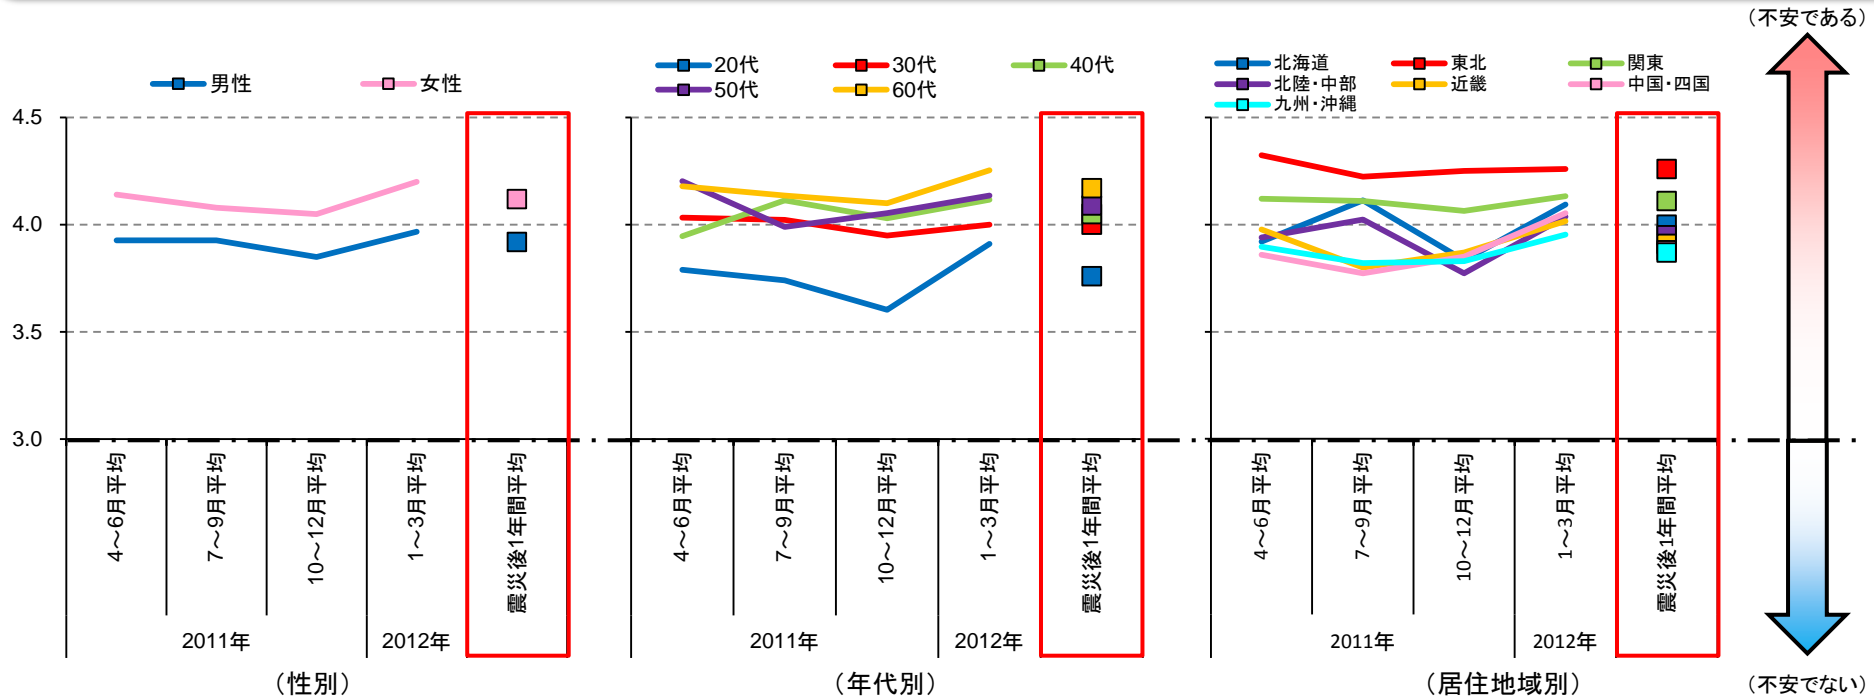 （不安である）
男性 女性
20代 30代 40代
50代 60代
北海道 東北 関東
北陸・中部 近畿 中国・四国
九州・沖縄
4.5
4.0
3.5
3.0
4～6月平均 7～9月平均 10～12月平均 1～3月平均 震災後1年間平均
2011年 2012年
（性別）
4～6月平均 7～9月平均 10～12月平均 1～3月平均 震災後1年間平均
2011年 2012年
（年代別）
4～6月平均 7～9月平均 10～12月平均 1～3月平均 震災後1年間平均
2011年 2012年
（居住地域別）
（不安でない）